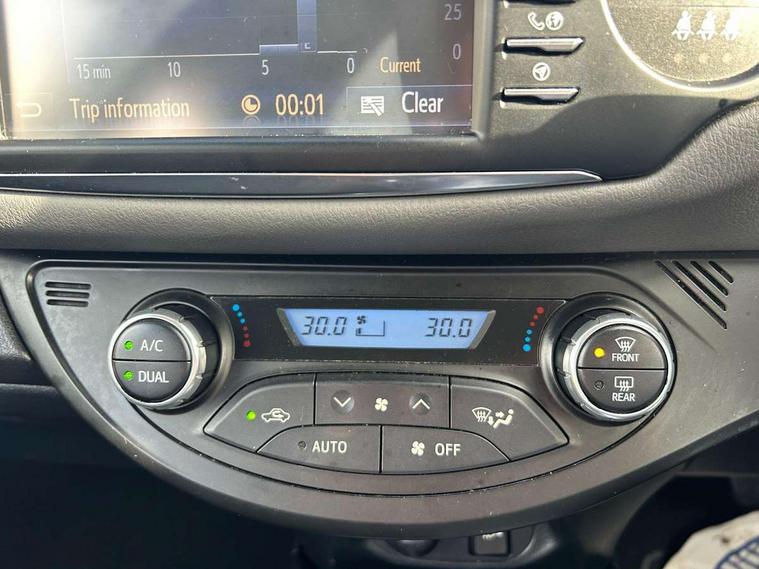 25
0
15 min 10 5 0 Current
Trip information 00:01 Clear
30.0 30.0
A/C
DUAL
FRONT
REAR
AUTO
OFF